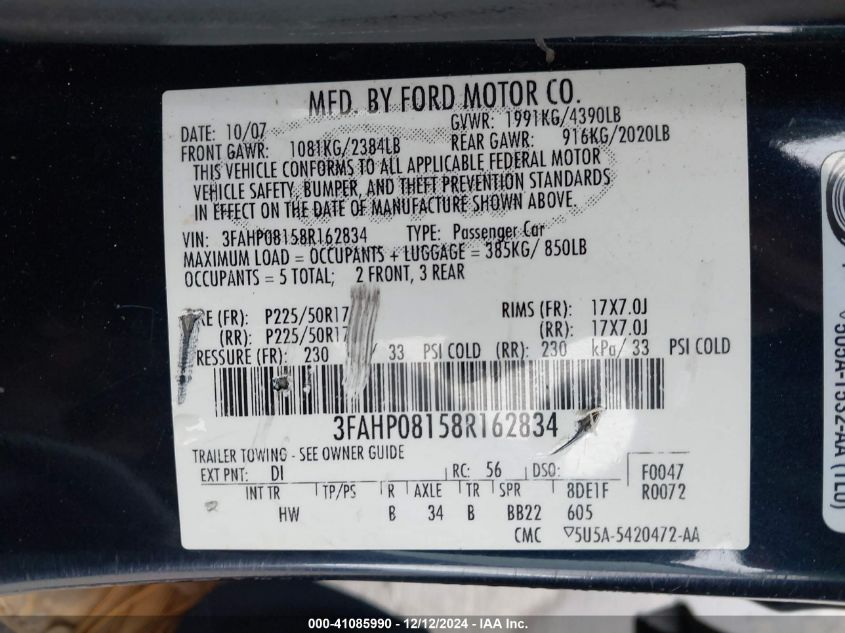 MFD. BY FORD MOTOR CO.
DATE: 10/07 GVWR: 1991KG/4390LB
FRONT GAWR: 1081KG/2384LB REAR GAWR: 916KG/2020LB
THIS VEHICLE CONFORMS TO ALL APPLICABLE FEDERAL MOTOR
VEHICLE SAFETY, BUMPER, AND THEFT PREVENTION STANDARDS
IN EFFECT ON THE DATE OF MANUFACTURE SHOWN ABOVE.
VIN: 3FAHP08158R162834 TYPE: Passenger Car
MAXIMUM LOAD = OCCUPANTS + LUGGAGE = 385KG/ 850LB
OCCUPANTS = 5 TOTAL; 2 FRONT, 3 REAR
RE (FR): P225/50R17 RIMS (FR): 17X7.0J
(RR): P225/50R17 (RR): 17X7.0J
RESSURE (FR): 230 / 33 PSI COLD (RR): 230 kPa/ 33 PSI COLD
3FAHP08158R162834
TRAILER TOWING - SEE OWNER GUIDE
EXT PNT: DI RC: 56 DSO: F0047
INT TR TP/PS R AXLE TR SPR 8DE1F R0072
HW B 34 B BB22 605
CMC ▽5U5A-5420472-AA
000-41085990 - 12/12/2024 - IAA Inc.